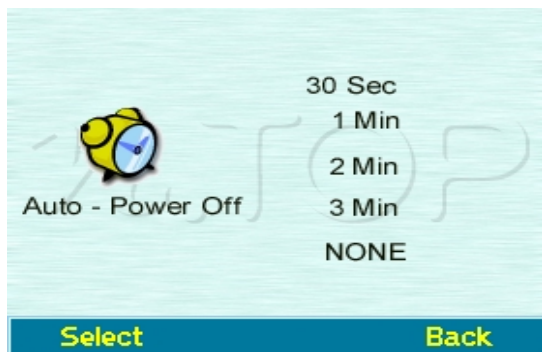 30 Sec
1 Min
2 Min
Auto - Power Off
3 Min
NONE
Select
Back